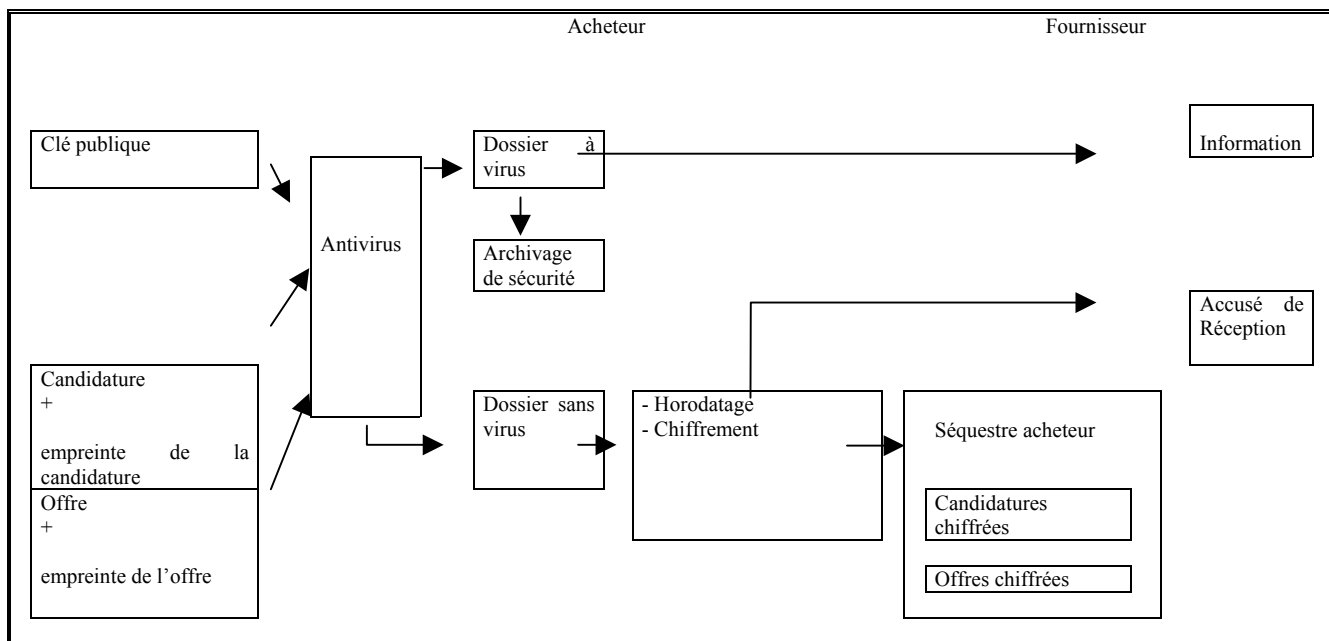 Acheteur
Fournisseur
Clé publique
Antivirus
Dossier à
virus
Information
Archivage
de sécurité
Accusé de
Réception
Candidature
+
empreinte de la
candidature
Offre
+
empreinte de l’offre
Dossier sans
virus
- Horodatage
- Chiffrement
Séquestre acheteur
Candidatures
chiffrées
Offres chiffrées